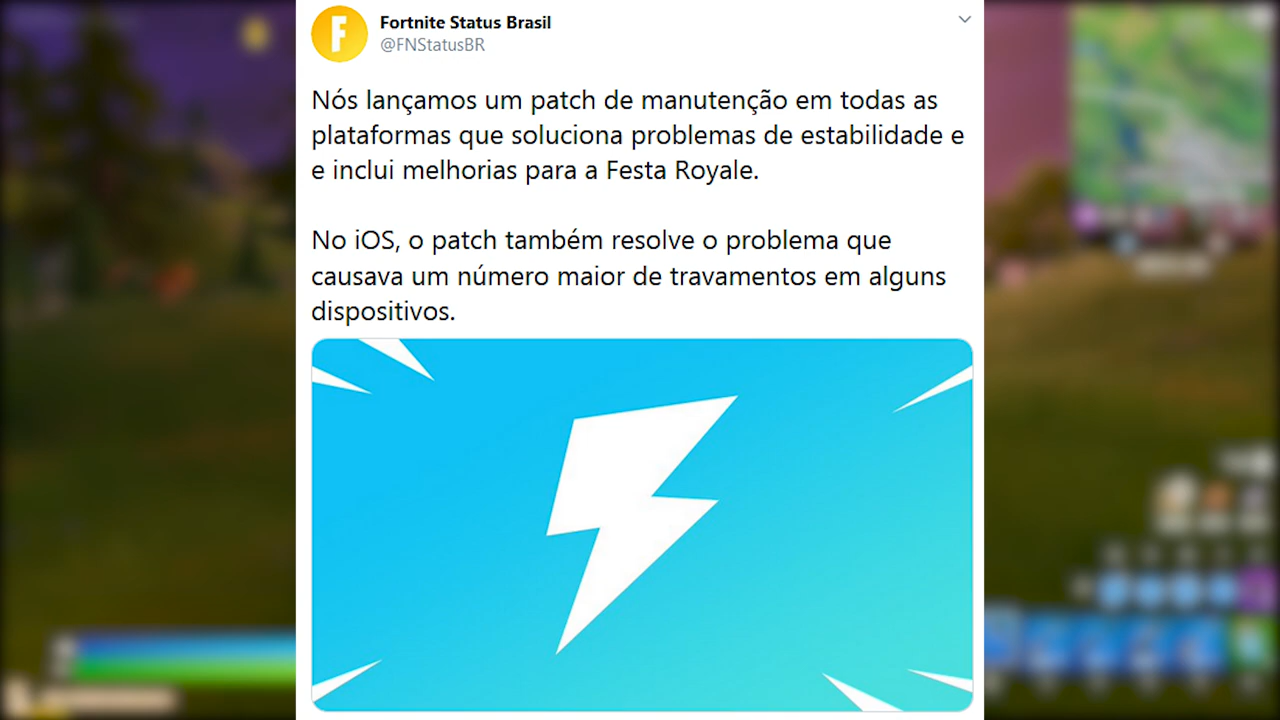 Fortnite Status Brasil
@FNStatusBR
Nós lançamos um patch de manutenção em todas as
plataformas que soluciona problemas de estabilidade e
e inclui melhorias para a Festa Royale.
No iOS, o patch também resolve o problema que
causava um número maior de travamentos em alguns
dispositivos.